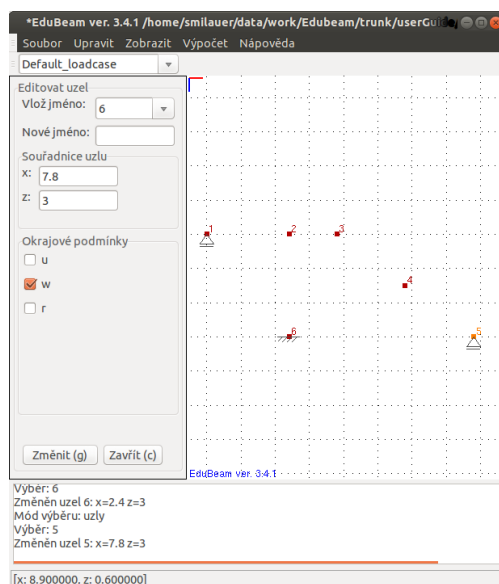 *EduBeam ver. 3.4.1 /home/smilauer/data/work/Edubeam/trunk/userGui
Soubor Upravit Zobrazit Výpočet Nápověda
Default_loadcase
Editovat uzel
Vlož jméno: 6
Nové jméno:
Souřadnice uzlu
x: 7.8
z: 3
Okrajové podmínky
u
w
r
Změnit (g) Zavřít (c)
1
2
3
4
6
5
EduBeam ver. 3.4.1
Výběr: 6
Změněn uzel 6: x=2.4 z=3
Mód výběru: uzly
Výběr: 5
Změněn uzel 5: x=7.8 z=3
[x: 8.900000, z: 0.600000]